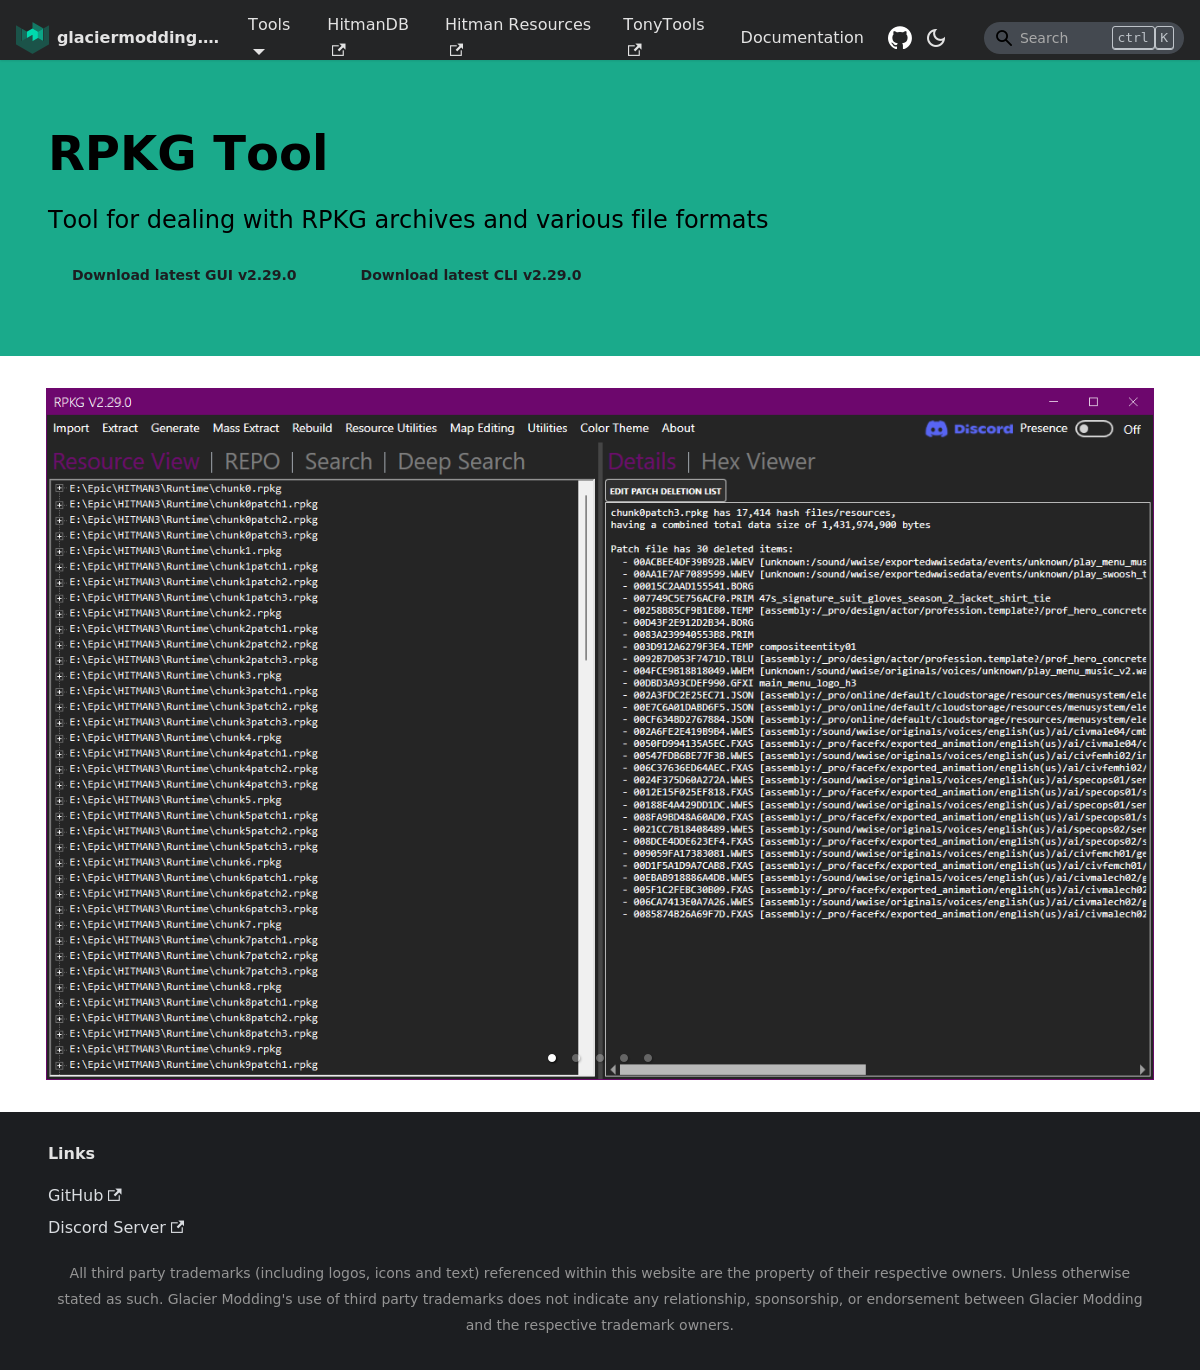 glaciermodding....
Tools
HitmanDB
Hitman Resources
TonyTools
Documentation
Search
ctrl K
RPKG Tool
Tool for dealing with RPKG archives and various file formats
Download latest GUI v2.29.0 Download latest CLI v2.29.0
RPKG V2.29.0
Import Extract Generate Mass Extract Rebuild Resource Utilities Map Editing Utilities Color Theme About
Discord Presence Off
Resource View | REPO | Search | Deep Search
E:\Epic\HITMAN3\Runtime\chunk0.rpkg
E:\Epic\HITMAN3\Runtime\chunk0patch1.rpkg
E:\Epic\HITMAN3\Runtime\chunk0patch2.rpkg
E:\Epic\HITMAN3\Runtime\chunk0patch3.rpkg
E:\Epic\HITMAN3\Runtime\chunk1.rpkg
E:\Epic\HITMAN3\Runtime\chunk1patch1.rpkg
E:\Epic\HITMAN3\Runtime\chunk1patch2.rpkg
E:\Epic\HITMAN3\Runtime\chunk1patch3.rpkg
E:\Epic\HITMAN3\Runtime\chunk2.rpkg
E:\Epic\HITMAN3\Runtime\chunk2patch1.rpkg
E:\Epic\HITMAN3\Runtime\chunk2patch2.rpkg
E:\Epic\HITMAN3\Runtime\chunk2patch3.rpkg
E:\Epic\HITMAN3\Runtime\chunk3.rpkg
E:\Epic\HITMAN3\Runtime\chunk3patch1.rpkg
E:\Epic\HITMAN3\Runtime\chunk3patch2.rpkg
E:\Epic\HITMAN3\Runtime\chunk3patch3.rpkg
E:\Epic\HITMAN3\Runtime\chunk4.rpkg
E:\Epic\HITMAN3\Runtime\chunk4patch1.rpkg
E:\Epic\HITMAN3\Runtime\chunk4patch2.rpkg
E:\Epic\HITMAN3\Runtime\chunk4patch3.rpkg
E:\Epic\HITMAN3\Runtime\chunk5.rpkg
E:\Epic\HITMAN3\Runtime\chunk5patch1.rpkg
E:\Epic\HITMAN3\Runtime\chunk5patch2.rpkg
E:\Epic\HITMAN3\Runtime\chunk5patch3.rpkg
E:\Epic\HITMAN3\Runtime\chunk6.rpkg
E:\Epic\HITMAN3\Runtime\chunk6patch1.rpkg
E:\Epic\HITMAN3\Runtime\chunk6patch2.rpkg
E:\Epic\HITMAN3\Runtime\chunk6patch3.rpkg
E:\Epic\HITMAN3\Runtime\chunk7.rpkg
E:\Epic\HITMAN3\Runtime\chunk7patch1.rpkg
E:\Epic\HITMAN3\Runtime\chunk7patch2.rpkg
E:\Epic\HITMAN3\Runtime\chunk7patch3.rpkg
E:\Epic\HITMAN3\Runtime\chunk8.rpkg
E:\Epic\HITMAN3\Runtime\chunk8patch1.rpkg
E:\Epic\HITMAN3\Runtime\chunk8patch2.rpkg
E:\Epic\HITMAN3\Runtime\chunk8patch3.rpkg
E:\Epic\HITMAN3\Runtime\chunk9.rpkg
E:\Epic\HITMAN3\Runtime\chunk9patch1.rpkg
Details | Hex Viewer
EDIT PATCH DELETION LIST
chunk0patch3.rpkg has 17,414 hash files/resources,
having a combined total data size of 1,431,974,900 bytes
Patch file has 30 deleted items:
- 00ACBEE4DF39B92B.WWEV [unknown:/sound/wwise/exportedwwisedata/events/unknown/play_menu_mus
- 00AA1E7AF7089599.WWEV [unknown:/sound/wwise/exportedwwisedata/events/unknown/play_swoosh_t
- 00015C2AAD155541.BORG
- 007749C5E756ACF0.PRIM 47s_signature_suit_gloves_season_2_jacket_shirt_tie
- 00258B85CF9B1E80.TEMP [assembly:/_pro/design/actor/profession.template?/prof_hero_concrete
- 00D43F2E912D2B34.BORG
- 0083A239940553B8.PRIM
- 003D912A6279F3E4.TEMP compositeentity01
- 0092B7D053F7471D.TBLU [assembly:/_pro/design/actor/profession.template?/prof_hero_concrete
- 004FCE9B18818049.WWEM [unknown:/sound/wwise/originals/voices/unknown/play_menu_music_v2.wa
- 00DBD3A93CDEF990.GFXI main_menu_logo_h3
- 002A3FDC2E25EC71.JSON [assembly:/_pro/online/default/cloudstorage/resources/menusystem/ele
- 00E7C6A01DABD6F5.JSON [assembly:/_pro/online/default/cloudstorage/resources/menusystem/ele
- 00CF634BD2767884.JSON [assembly:/_pro/online/default/cloudstorage/resources/menusystem/ele
- 002A6FE2E419B9B4.WWES [assembly:/sound/wwise/originals/voices/english(us)/ai/civmale04/cmb
- 0050FD994135A5EC.FXAS [assembly:/_pro/facefx/exported_animation/english(us)/ai/civmale04/c
- 00547FDB6BE77F3B.WWES [assembly:/sound/wwise/originals/voices/english(us)/ai/civfemhi02/in
- 006C37636ED64AEC.FXAS [assembly:/_pro/facefx/exported_animation/english(us)/ai/civfemhi02/
- 0024F375D60A272A.WWES [assembly:/sound/wwise/originals/voices/english(us)/ai/specops01/sen
- 0012E15F025EF818.FXAS [assembly:/_pro/facefx/exported_animation/english(us)/ai/specops01/s
- 00188E4A429DD1DC.WWES [assembly:/sound/wwise/originals/voices/english(us)/ai/specops01/sen
- 008FA9BD48A60AD0.FXAS [assembly:/_pro/facefx/exported_animation/english(us)/ai/specops01/s
- 0021CC7B18408489.WWES [assembly:/sound/wwise/originals/voices/english(us)/ai/specops02/sen
- 008DCE4DDE623EF4.FXAS [assembly:/_pro/facefx/exported_animation/english(us)/ai/specops02/s
- 009059FA17383081.WWES [assembly:/sound/wwise/originals/voices/english(us)/ai/civfemch01/ge
- 00D1F5A1D9A7CAB8.FXAS [assembly:/_pro/facefx/exported_animation/english(us)/ai/civfemch01/
- 00EBAB918886A4DB.WWES [assembly:/sound/wwise/originals/voices/english(us)/ai/civmalech02/g
- 005F1C2FEBC30B09.FXAS [assembly:/_pro/facefx/exported_animation/english(us)/ai/civmalech02
- 006CA7413E0A7A26.WWES [assembly:/sound/wwise/originals/voices/english(us)/ai/civmalech02/g
- 0085874B26A69F7D.FXAS [assembly:/_pro/facefx/exported_animation/english(us)/ai/civmalech02
Links
GitHub
Discord Server
All third party trademarks (including logos, icons and text) referenced within this website are the property of their respective owners. Unless otherwise
stated as such. Glacier Modding's use of third party trademarks does not indicate any relationship, sponsorship, or endorsement between Glacier Modding
and the respective trademark owners.